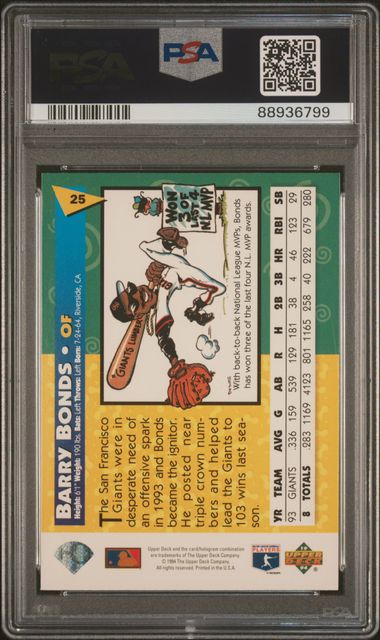 PSA
PSA
88936799
25
BARRY BONDS • OF
Height: 6'1" Weight: 190 lbs. Bats: Left Throws: Left Born: 7-24-64, Riverside, CA
WON
3 OF
LAST 4
NL MVP
GIANTS LUMBER
With back-to-back National League MVPs, Bonds
has won three of the last four N.L. MVP awards.
The San Francisco
Giants were in
desperate need of
an offensive spark
in 1993 and Bonds
became the ignitor.
He posted near
triple crown num-
bers and helped
lead the Giants to
103 wins last sea-
son.
YR TEAM AVG G AB R H 2B 3B HR RBI SB
93 GIANTS .336 159 539 129 181 38 4 46 123 29
8 TOTALS .283 1169 4123 801 1165 258 40 222 679 280
Upper Deck and the card/hologram combination
are trademarks of The Upper Deck Company.
© 1994 The Upper Deck Company.
All rights reserved. Printed in the U.S.A.
PLAYERS
UPPER DECK